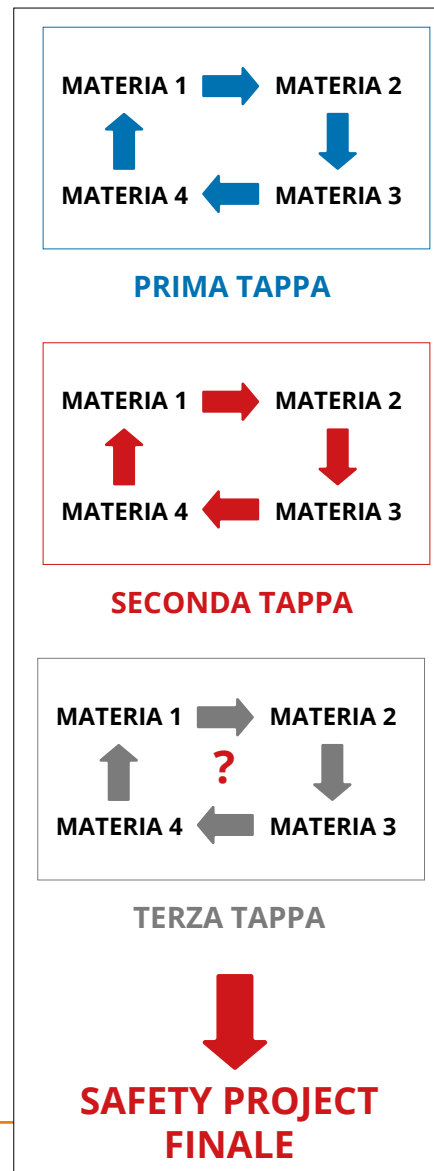 MATERIA 1 MATERIA 2
MATERIA 4 MATERIA 3
PRIMA TAPPA
MATERIA 1 MATERIA 2
MATERIA 4 MATERIA 3
SECONDA TAPPA
MATERIA 1 MATERIA 2
?
MATERIA 4 MATERIA 3
TERZA TAPPA
SAFETY PROJECT
FINALE